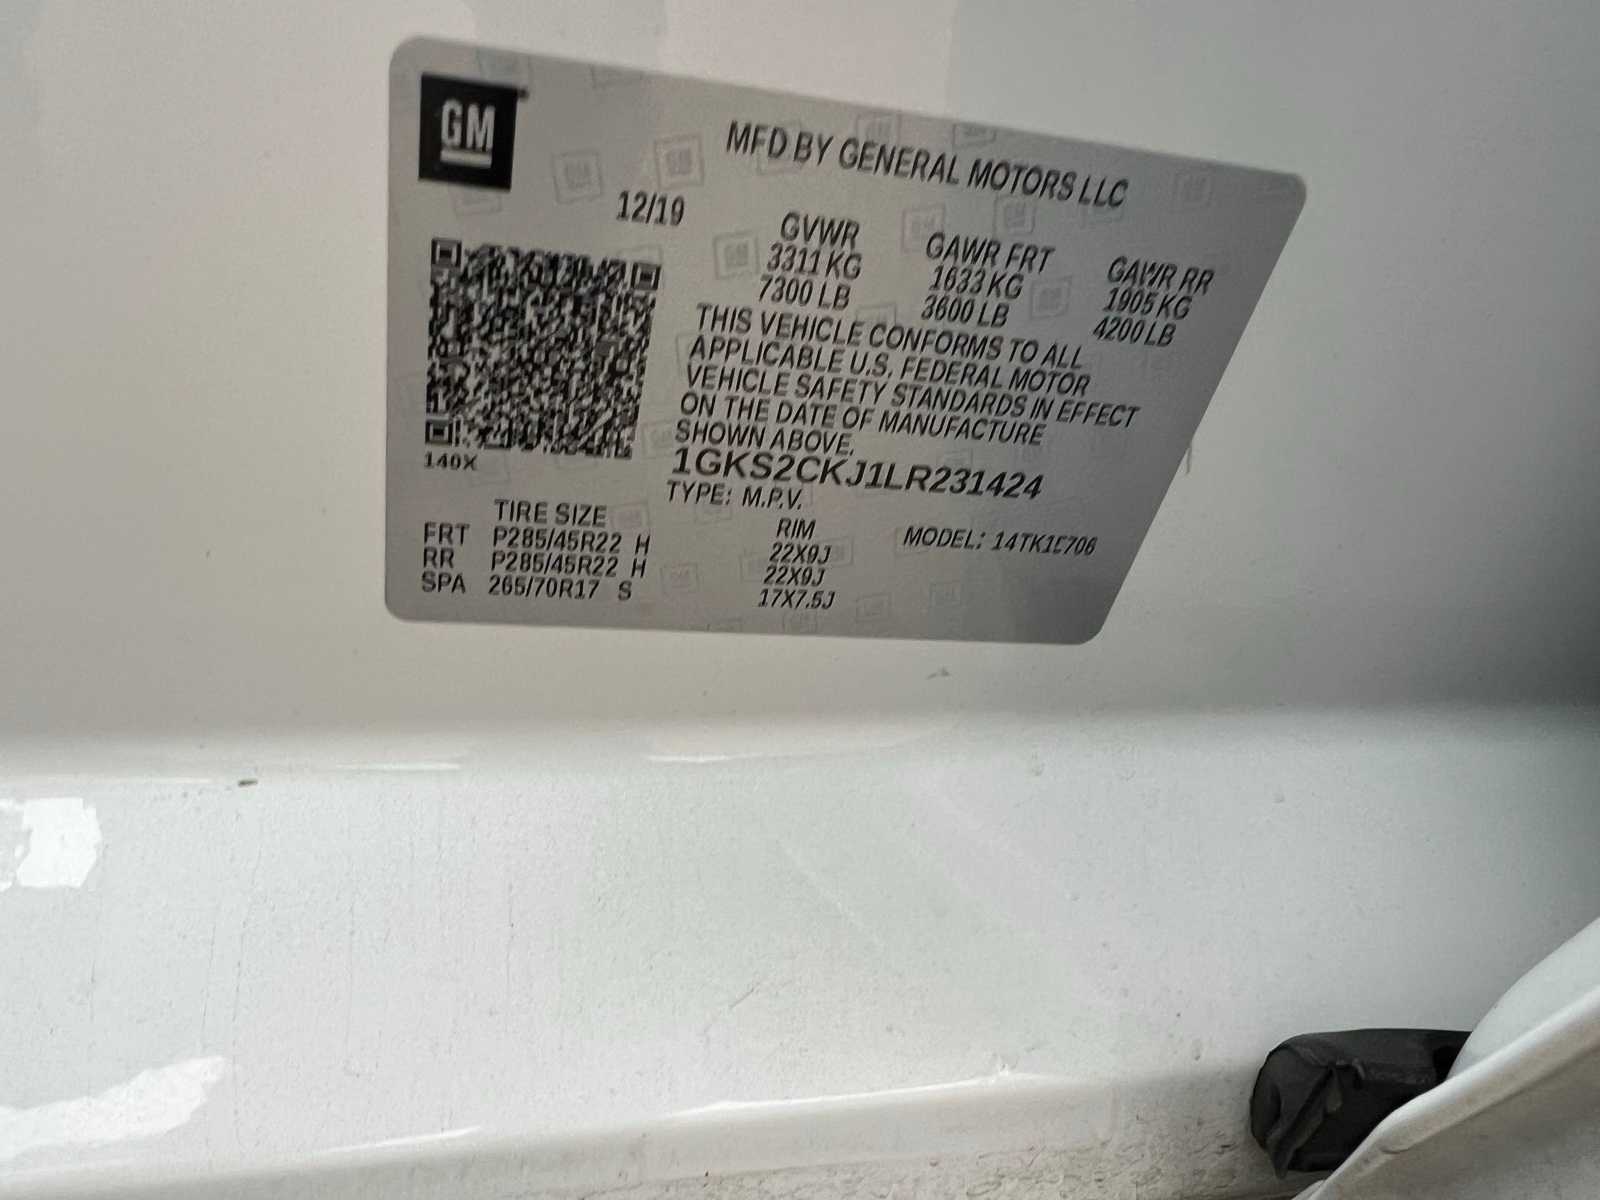 GM
MFD BY GENERAL MOTORS LLC
12/19
GVWR GAWR FRT GAWR RR
3311 KG 1633 KG 1905 KG
7300 LB 3600 LB 4200 LB
THIS VEHICLE CONFORMS TO ALL
APPLICABLE U.S. FEDERAL MOTOR
VEHICLE SAFETY STANDARDS IN EFFECT
ON THE DATE OF MANUFACTURE
SHOWN ABOVE.
140X
1GKS2CKJ1LR231424
TYPE: M.P.V.
MODEL:
TIRE SIZE RIM
FRT P285/45R22 H 22X9J
RR P285/45R22 H 22X9J
SPA 265/70R17 S 17X7.5J